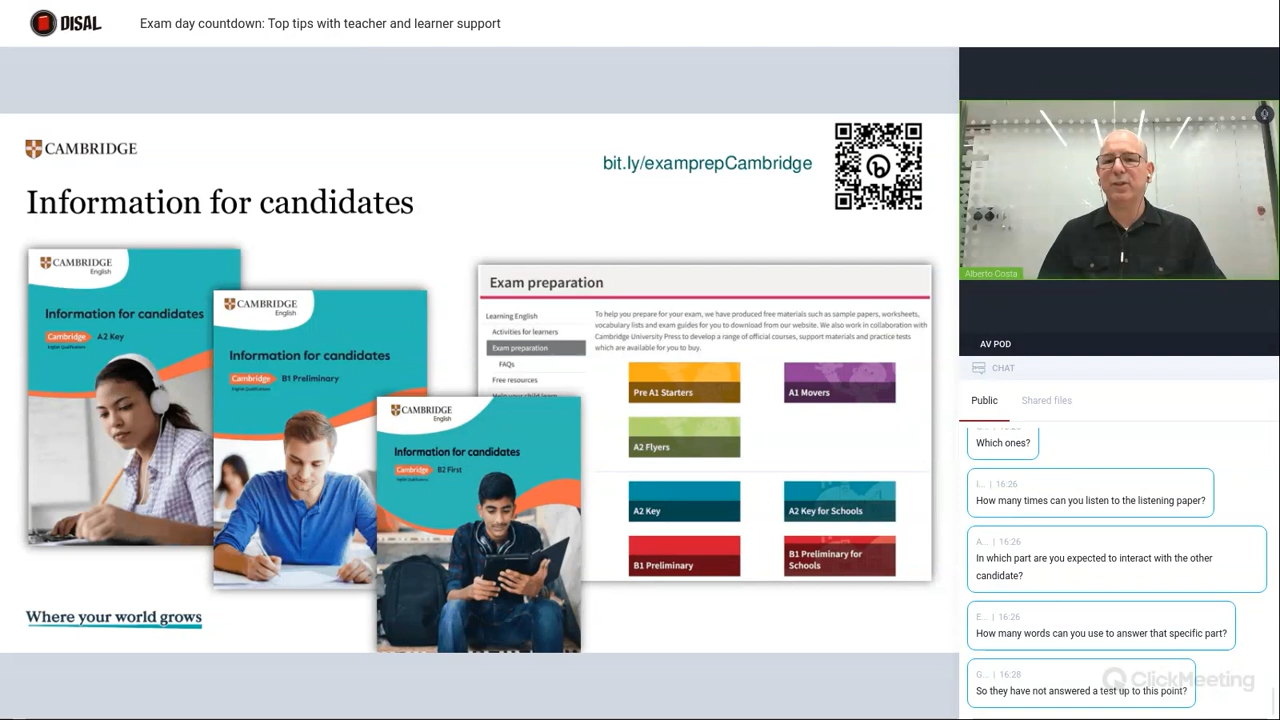 DISAL
Exam day countdown: Top tips with teacher and learner support
CAMBRIDGE
bit.ly/examprepCambridge
Information for candidates
CAMBRIDGE
English
Information for candidates
Cambridge A2 Key
English Qualifications
CAMBRIDGE
English
Information for candidates
Cambridge B1 Preliminary
English Qualifications
CAMBRIDGE
English
Information for candidates
Cambridge B2 First
English Qualifications
Exam preparation
Learning English
Activities for learners
Exam preparation
FAQs
Free resources
To help you prepare for your exam, we have produced free materials such as sample papers, worksheets,
vocabulary lists and exam guides for you to download from our website. We also work in collaboration with
Cambridge University Press to develop a range of official courses, support materials and practice tests
which are available for you to buy.
Pre A1 Starters
A1 Movers
A2 Flyers
A2 Key
A2 Key for Schools
B1 Preliminary
B1 Preliminary for
Schools
Where your world grows
Alberto Costa
AV POD
CHAT
Public
Shared files
Which ones?
I... | 16:26
How many times can you listen to the listening paper?
A... | 16:26
In which part are you expected to interact with the other
candidate?
E... | 16:26
How many words can you use to answer that specific part?
G... | 16:28
So they have not answered a test up to this point?
ClickMeeting